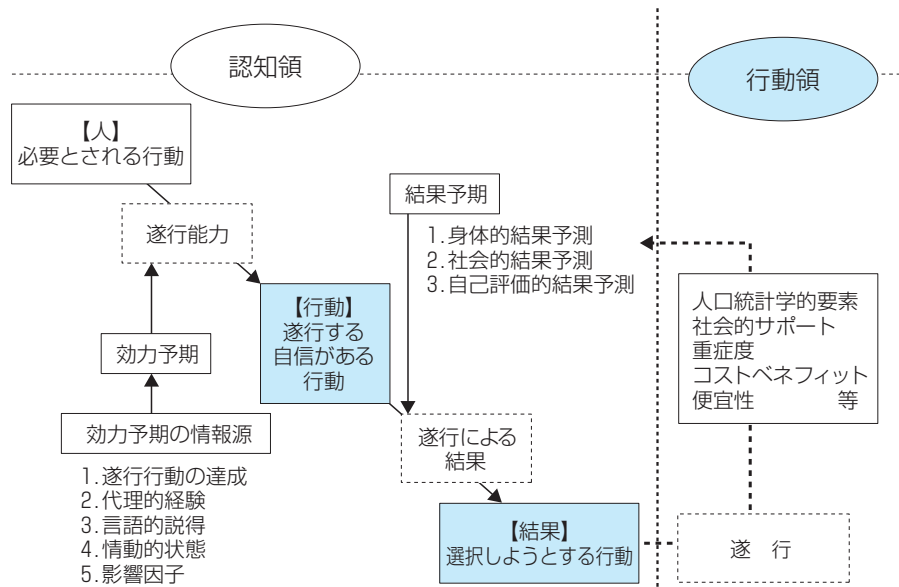 認知領
行動領
【人】
必要とされる行動
遂行能力
効力予期
効力予期の情報源
1.遂行行動の達成
2.代理的経験
3.言語的説得
4.情動的状態
5.影響因子
【行動】
遂行する
自信がある
行動
結果予期
1.身体的結果予測
2.社会的結果予測
3.自己評価的結果予測
遂行による
結果
【結果】
選択しようとする行動
人口統計学的要素
社会的サポート
重症度
コストベネフィット
便宜性　　　　等
遂　行